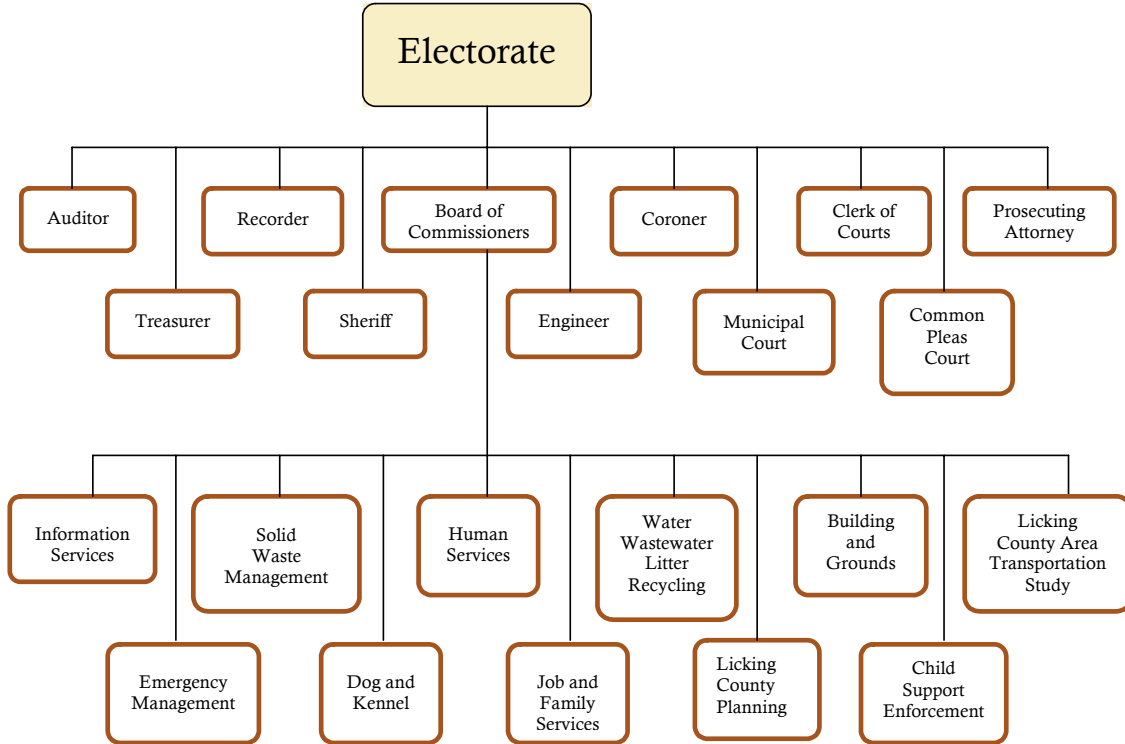 Electorate
Auditor
Recorder
Board of
Commissioners
Coroner
Clerk of
Courts
Prosecuting
Attorney
Treasurer
Sheriff
Engineer
Municipal
Court
Common
Pleas
Court
Information
Services
Solid
Waste
Management
Human
Services
Water
Wastewater
Litter
Recycling
Building
and
Grounds
Licking
County Area
Transportation
Study
Emergency
Management
Dog and
Kennel
Job and
Family
Services
Licking
County
Planning
Child
Support
Enforcement